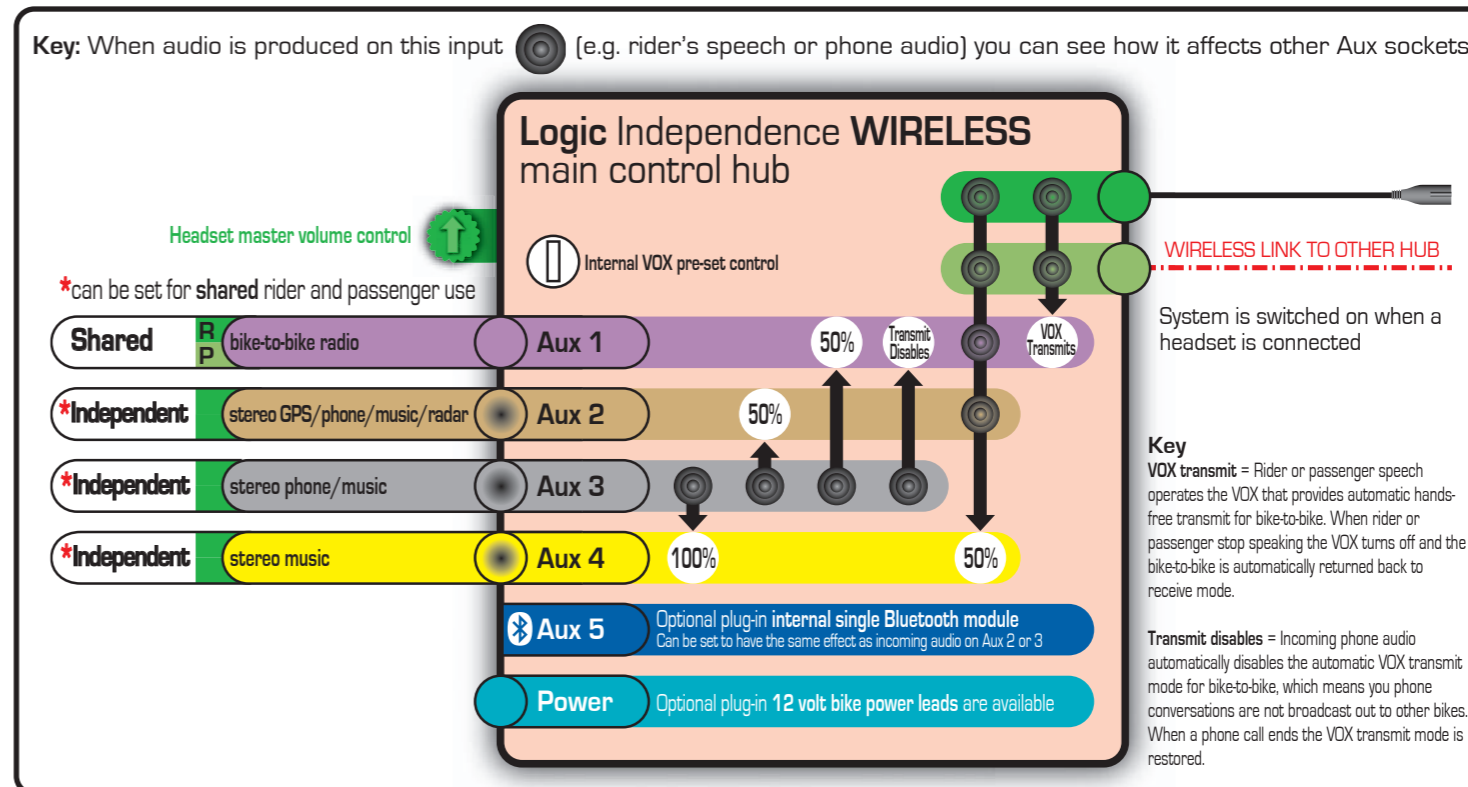 Key: When audio is produced on this input (e.g. rider's speech or phone audio) you can see how it affects other Aux sockets
Logic Independence WIRELESS
main control hub
Headset master volume control
Internal VOX pre-set control
WIRELESS LINK TO OTHER HUB
*can be set for shared rider and passenger use
System is switched on when a
headset is connected
Shared
R
P
bike-to-bike radio
Aux 1
50%
Transmit
Disables
VOX
Transmits
*Independent
stereo GPS/phone/music/radar
Aux 2
50%
*Independent
stereo phone/music
Aux 3
*Independent
stereo music
Aux 4
100%
50%
Aux 5
Optional plug-in internal single Bluetooth module
Can be set to have the same effect as incoming audio on Aux 2 or 3
Power
Optional plug-in 12 volt bike power leads are available
Key
VOX transmit = Rider or passenger speech
operates the VOX that provides automatic hands-
free transmit for bike-to-bike. When rider or
passenger stop speaking the VOX turns off and the
bike-to-bike is automatically returned back to
receive mode.
Transmit disables = Incoming phone audio
automatically disables the automatic VOX transmit
mode for bike-to-bike, which means you phone
conversations are not broadcast out to other bikes.
When a phone call ends the VOX transmit mode is
restored.